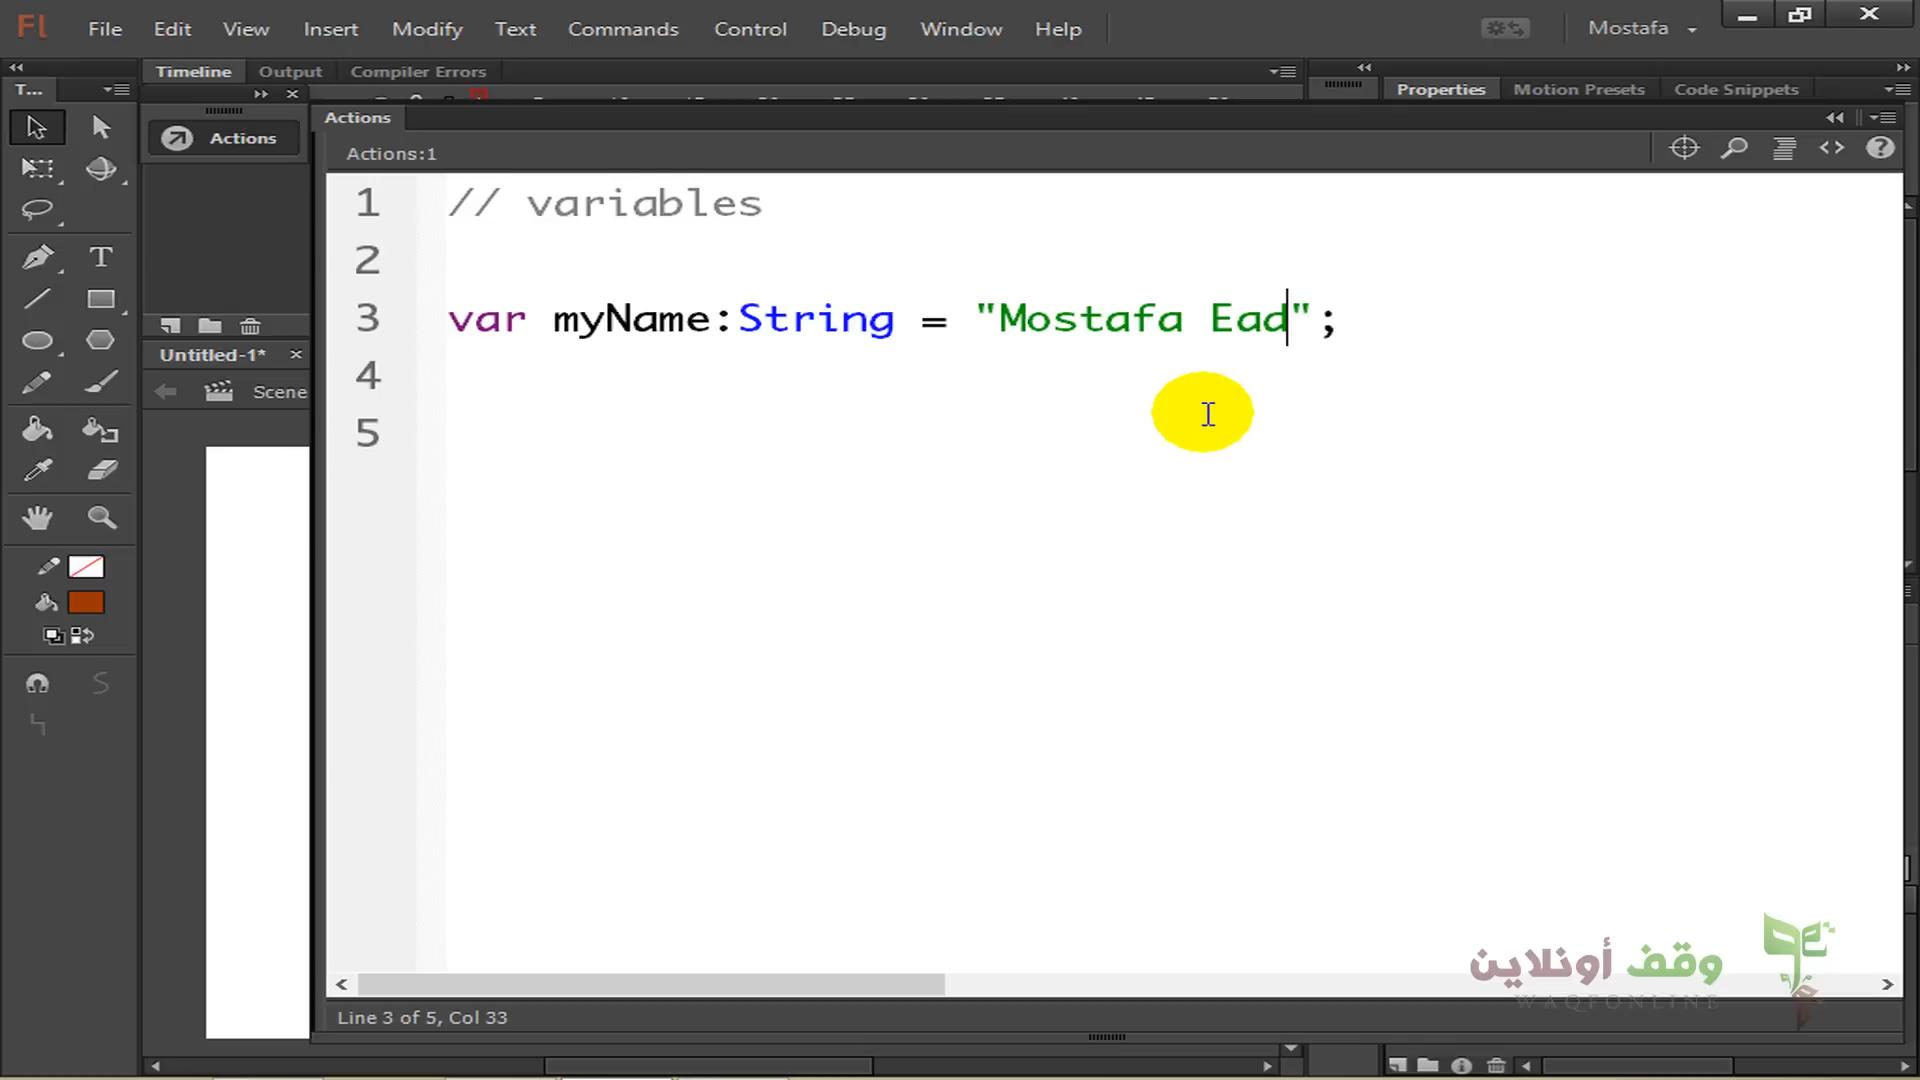 Fl File Edit View Insert Modify Text Commands Control Debug Window Help Mostafa
Timeline Output Compiler Errors
T... Properties Motion Presets Code Snippets
Actions
Actions
Actions:1
1 // variables
2
3 var myName:String = "Mostafa Ead";
4
5
Untitled-1*
Scene
وقف أونلاين
WAQFONLINE
Line 3 of 5, Col 33